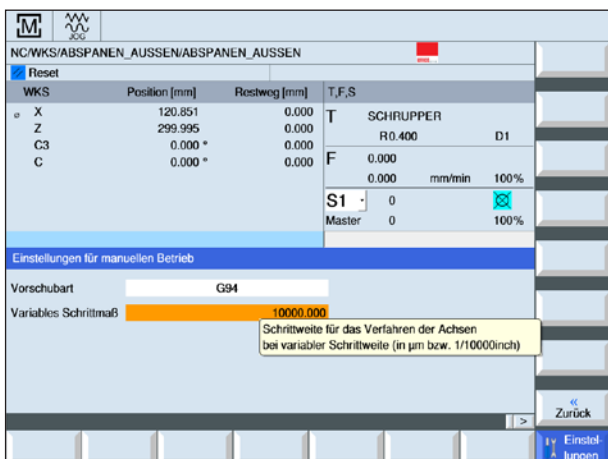 M JOG
NC/WKS/ABSPANEN_AUSSEN/ABSPANEN_AUSSEN
Reset
WKS Position [mm] Restweg [mm] T,F,S
X 120.851 0.000
Z 299.995 0.000
C3 0.000 ° 0.000
C 0.000 ° 0.000
T SCHRUPPER
R0.400 D1
F 0.000
0.000 mm/min 100%
S1 0
Master 0 100%
Einstellungen für manuellen Betrieb
Vorschubart G94
Variables Schrittmaß 10000.000
Schrittweite für das Verfahren der Achsen
bei variabler Schrittweite (in µm bzw. 1/10000inch)
«
Zurück
>
Einstel-
lungen